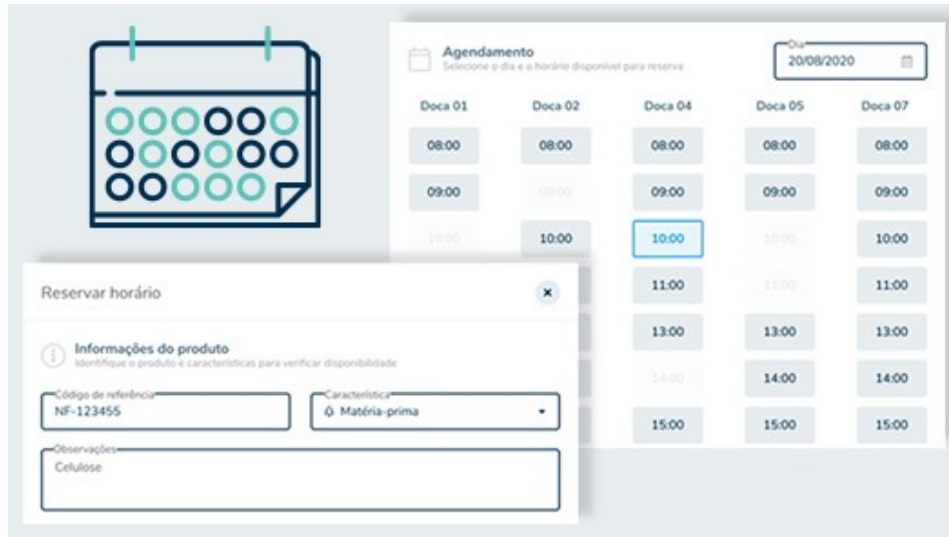 Agendamento
Selecione o dia e o horário disponível para reserva
Dia
20/08/2020
Doca 01 Doca 02 Doca 04 Doca 05 Doca 07
08:00 08:00 08:00 08:00 08:00
09:00 09:00 09:00 09:00 09:00
10:00 10:00 10:00 10:00 10:00
11:00 11:00 11:00
13:00 13:00 13:00
14:00 14:00 14:00
15:00 15:00 15:00
Reservar horário
Informações do produto
Identifique o produto e características para verificar disponibilidade
Código de referência
NF-123455
Característica
Matéria-prima
Observações
Celulose